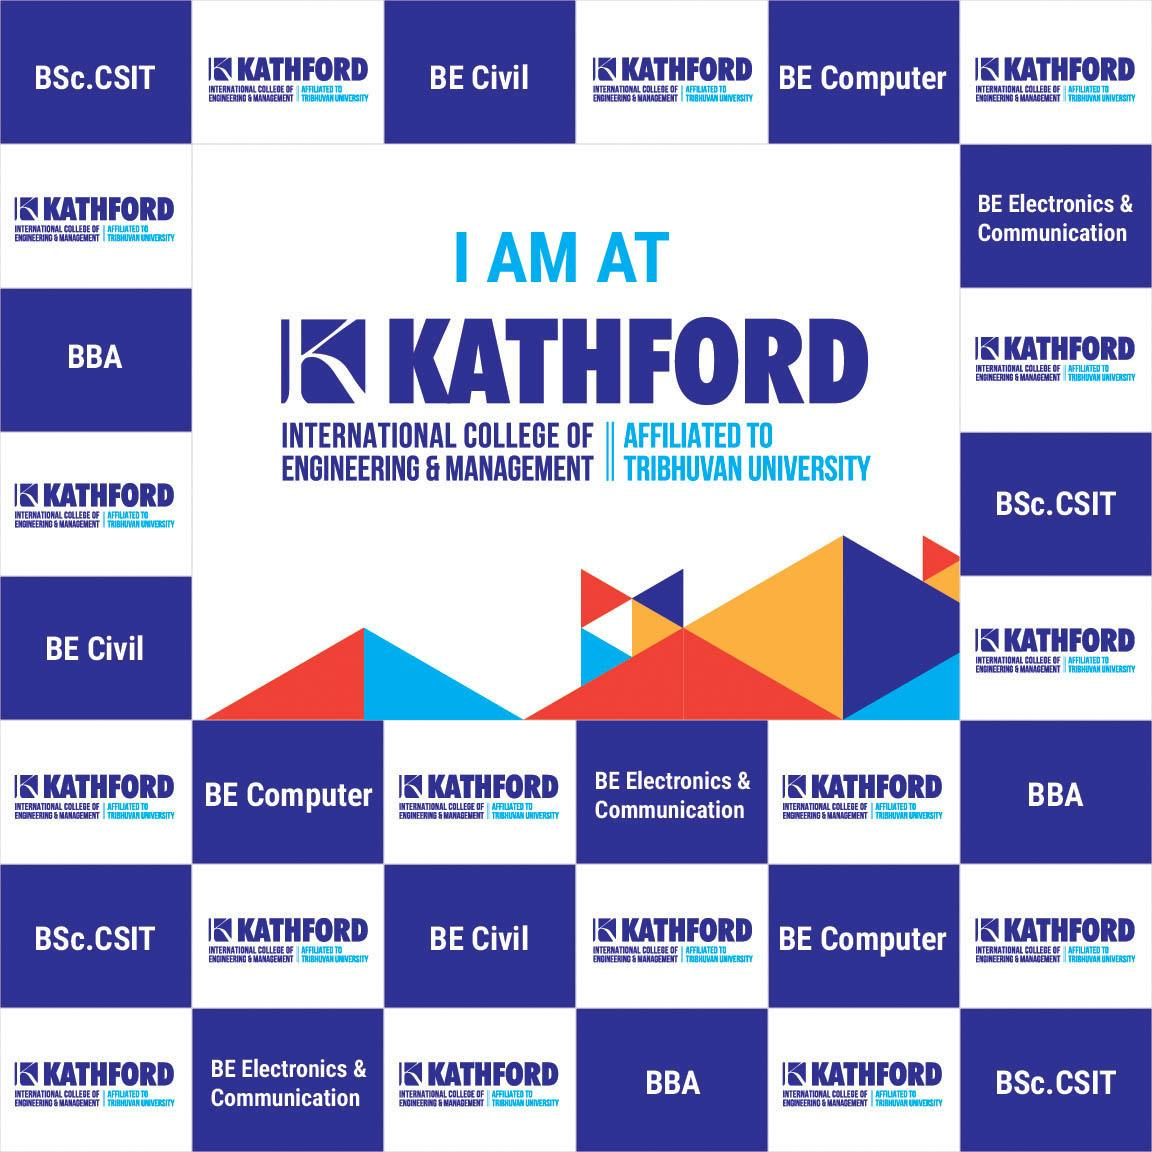 BSc.CSIT
KATHFORD
INTERNATIONAL COLLEGE OF AFFILIATED TO
ENGINEERING & MANAGEMENT TRIBHUVAN UNIVERSITY
BE Civil
KATHFORD
INTERNATIONAL COLLEGE OF AFFILIATED TO
ENGINEERING & MANAGEMENT TRIBHUVAN UNIVERSITY
BE Computer
KATHFORD
INTERNATIONAL COLLEGE OF AFFILIATED TO
ENGINEERING & MANAGEMENT TRIBHUVAN UNIVERSITY
KATHFORD
INTERNATIONAL COLLEGE OF AFFILIATED TO
ENGINEERING & MANAGEMENT TRIBHUVAN UNIVERSITY
BE Electronics &
Communication
I AM AT
KATHFORD
INTERNATIONAL COLLEGE OF AFFILIATED TO
ENGINEERING & MANAGEMENT TRIBHUVAN UNIVERSITY
BBA
KATHFORD
INTERNATIONAL COLLEGE OF AFFILIATED TO
ENGINEERING & MANAGEMENT TRIBHUVAN UNIVERSITY
KATHFORD
INTERNATIONAL COLLEGE OF AFFILIATED TO
ENGINEERING & MANAGEMENT TRIBHUVAN UNIVERSITY
BSc.CSIT
BE Civil
KATHFORD
INTERNATIONAL COLLEGE OF AFFILIATED TO
ENGINEERING & MANAGEMENT TRIBHUVAN UNIVERSITY
KATHFORD
INTERNATIONAL COLLEGE OF AFFILIATED TO
ENGINEERING & MANAGEMENT TRIBHUVAN UNIVERSITY
BE Computer
KATHFORD
INTERNATIONAL COLLEGE OF AFFILIATED TO
ENGINEERING & MANAGEMENT TRIBHUVAN UNIVERSITY
BE Electronics &
Communication
KATHFORD
INTERNATIONAL COLLEGE OF AFFILIATED TO
ENGINEERING & MANAGEMENT TRIBHUVAN UNIVERSITY
BBA
BSc.CSIT
KATHFORD
INTERNATIONAL COLLEGE OF AFFILIATED TO
ENGINEERING & MANAGEMENT TRIBHUVAN UNIVERSITY
BE Civil
KATHFORD
INTERNATIONAL COLLEGE OF AFFILIATED TO
ENGINEERING & MANAGEMENT TRIBHUVAN UNIVERSITY
BE Computer
KATHFORD
INTERNATIONAL COLLEGE OF AFFILIATED TO
ENGINEERING & MANAGEMENT TRIBHUVAN UNIVERSITY
KATHFORD
INTERNATIONAL COLLEGE OF AFFILIATED TO
ENGINEERING & MANAGEMENT TRIBHUVAN UNIVERSITY
BE Electronics &
Communication
KATHFORD
INTERNATIONAL COLLEGE OF AFFILIATED TO
ENGINEERING & MANAGEMENT TRIBHUVAN UNIVERSITY
BBA
KATHFORD
INTERNATIONAL COLLEGE OF AFFILIATED TO
ENGINEERING & MANAGEMENT TRIBHUVAN UNIVERSITY
BSc.CSIT